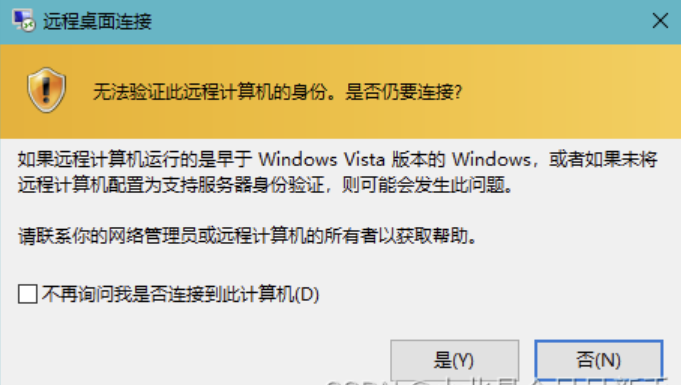 远程桌面连接
无法验证此远程计算机的身份。是否仍要连接?
如果远程计算机运行的是早于 Windows Vista 版本的 Windows，或者如果未将
远程计算机配置为支持服务器身份验证，则可能会发生此问题。
请联系你的网络管理员或远程计算机的所有者以获取帮助。
不再询问我是否连接到此计算机(D)
是(Y)
否(N)